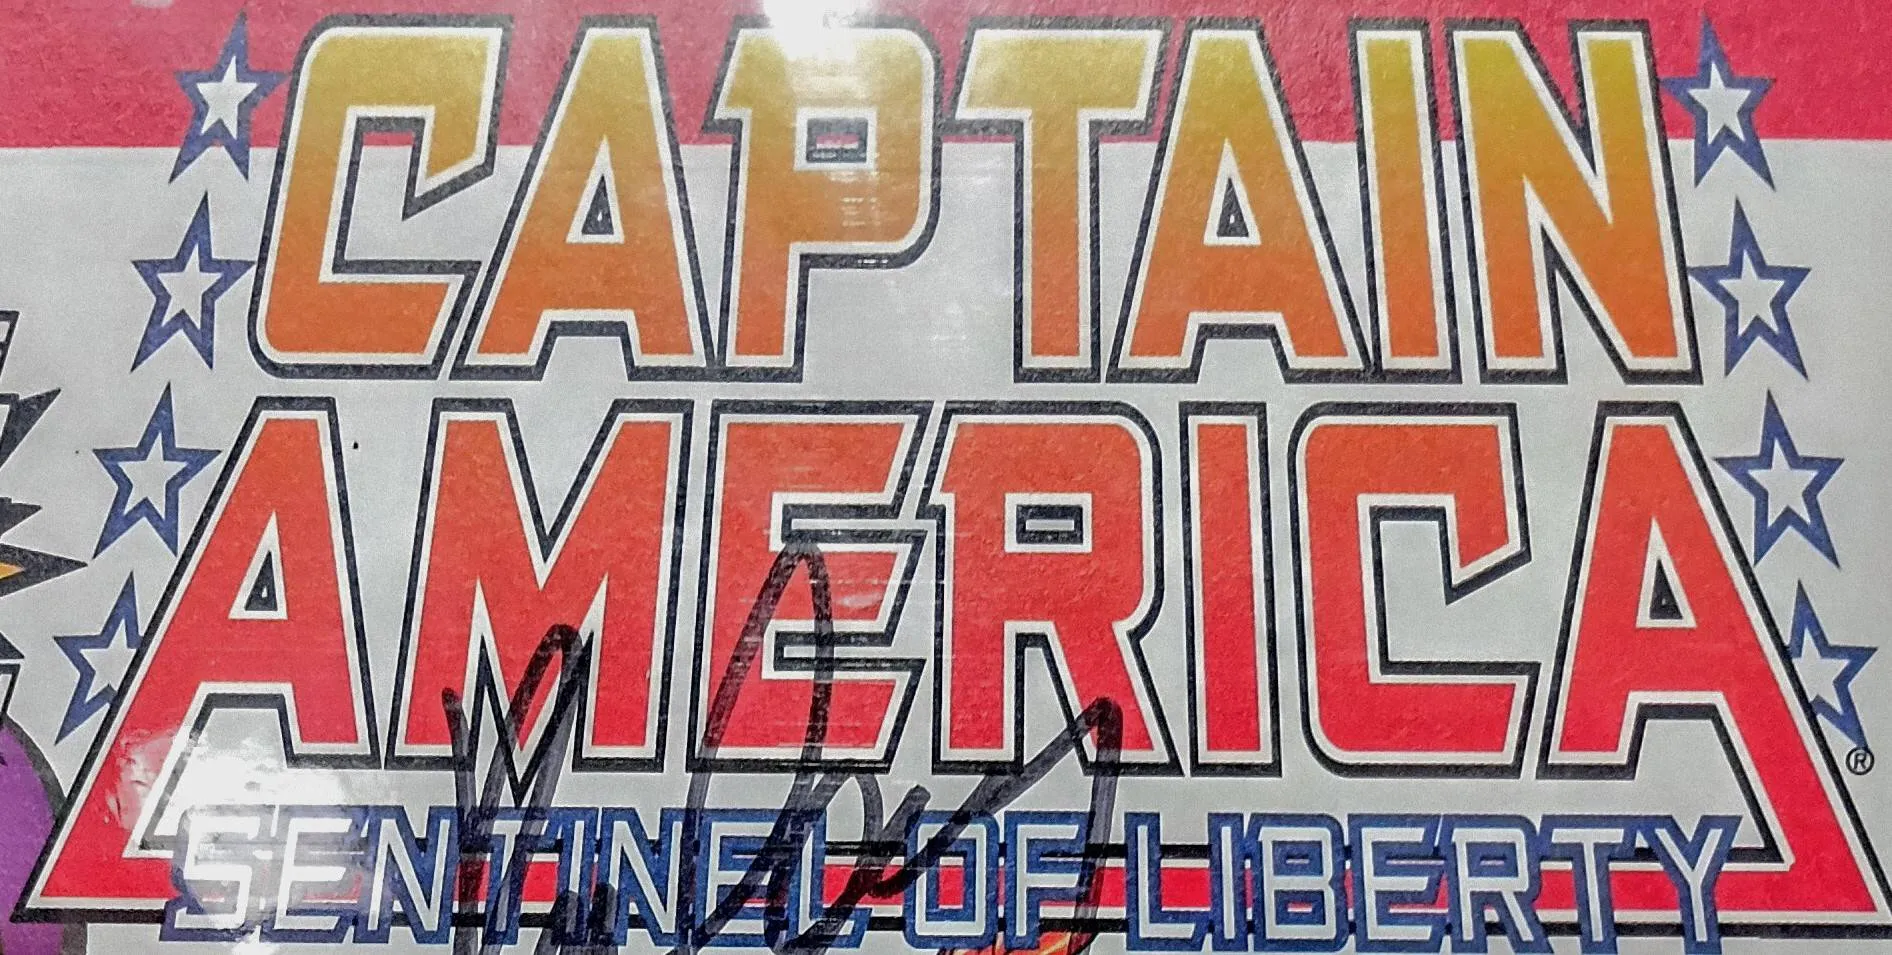 CAPTAIN
AMERICA®
SENTINEL OF LIBERTY